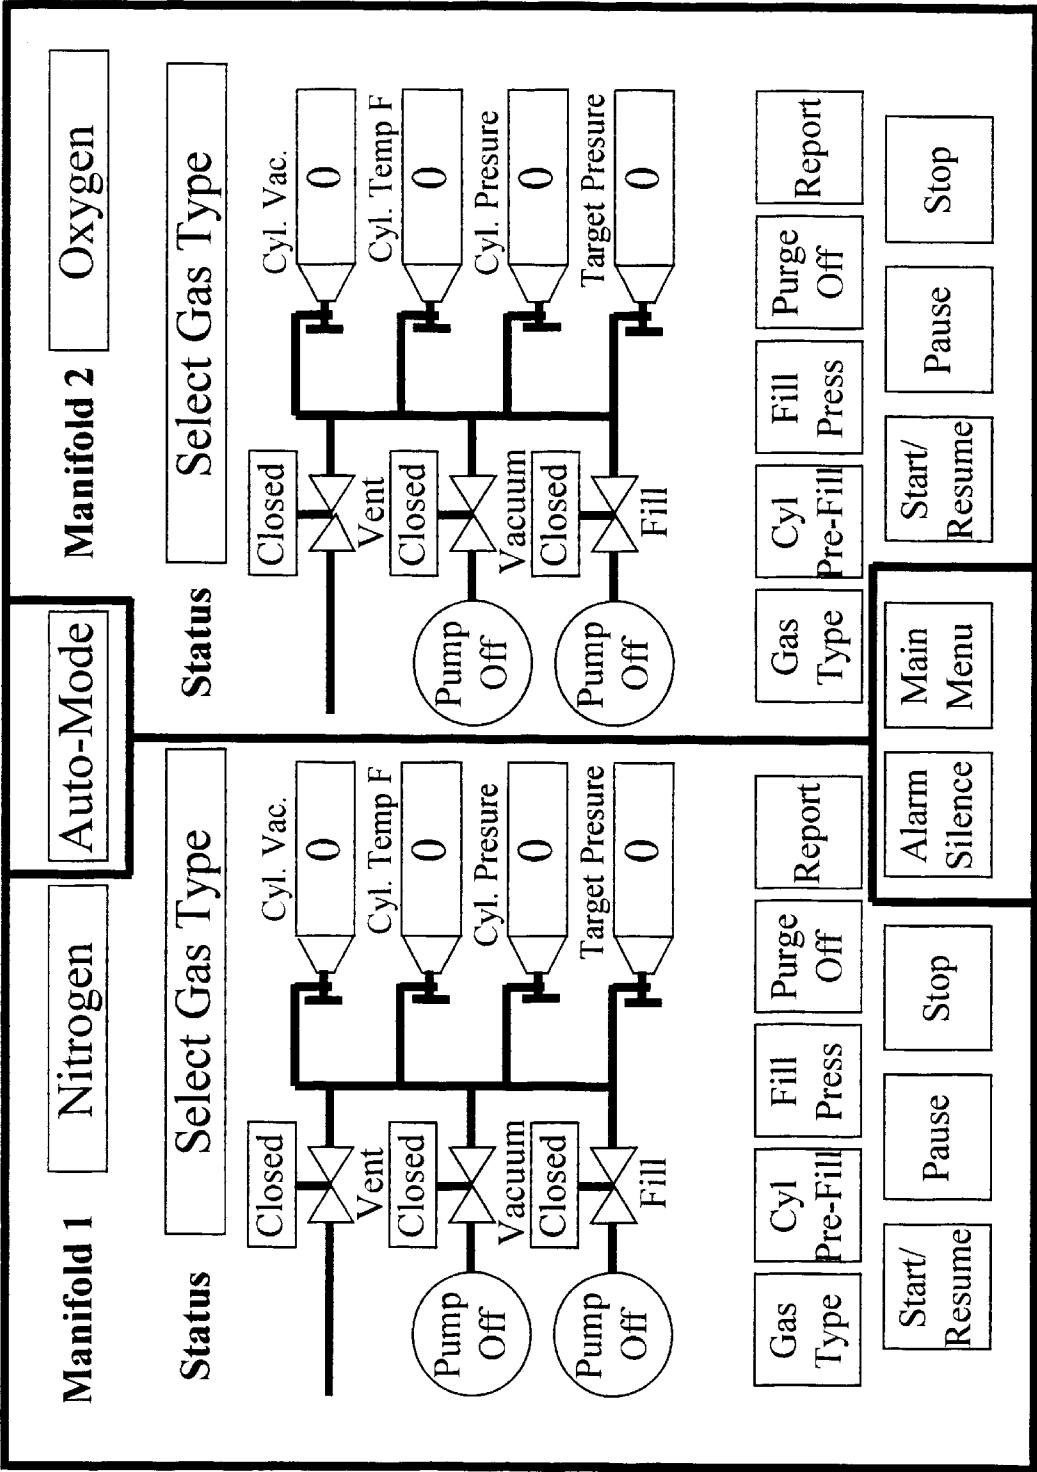 Manifold 1
Nitrogen
Auto-Mode
Manifold 2
Oxygen
Status
Select Gas Type
Closed
Vent
Cyl. Vac.
0
Cyl. Temp F
0
Closed
Vacuum
Pump
Off
Cyl. Presure
0
Closed
Fill
Pump
Off
Target Presure
0
Gas
Type
Cyl
Pre-Fill
Fill
Press
Purge
Off
Report
Start/
Resume
Pause
Stop
Status
Select Gas Type
Closed
Vent
Cyl. Vac.
0
Cyl. Temp F
0
Closed
Vacuum
Pump
Off
Cyl. Presure
0
Closed
Fill
Pump
Off
Target Presure
0
Gas
Type
Cyl
Pre-Fill
Fill
Press
Purge
Off
Report
Start/
Resume
Pause
Stop
Alarm
Silence
Main
Menu